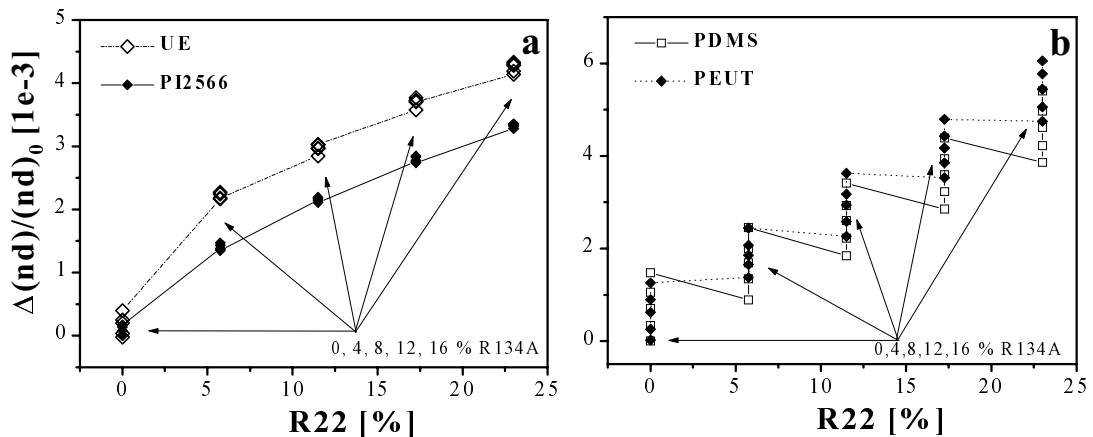 a
UE
PI2566
Δ(nd)/(nd)₀ [1e-3]
5
4
3
2
1
0
0, 4, 8, 12, 16 % R134A
0 5 10 15 20 25
R22 [%]
b
PDMS
PEUT
6
4
2
0
0,4,8,12,16 % R134A
0 5 10 15 20 25
R22 [%]